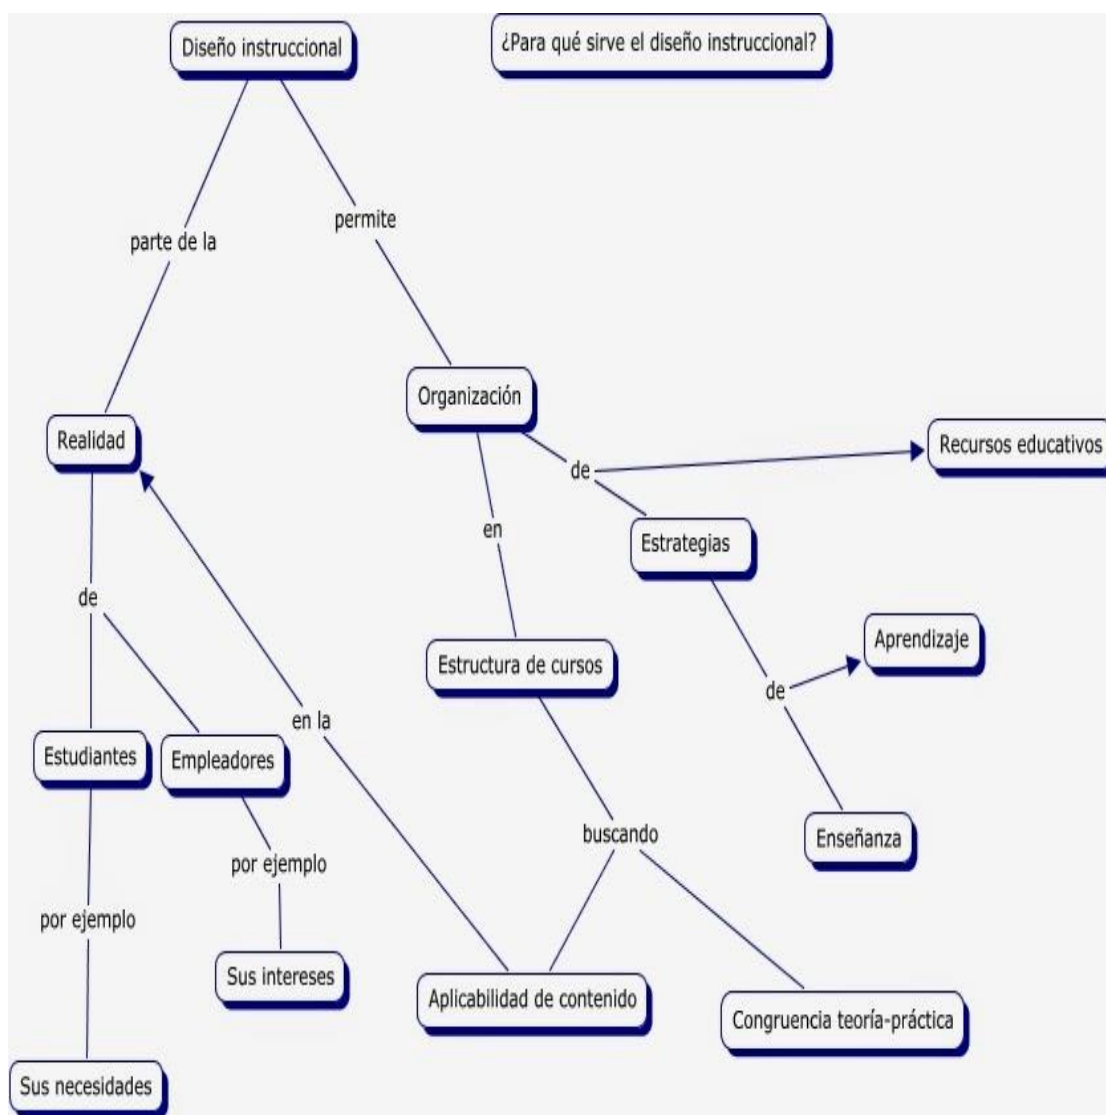 Diseño instruccional
¿Para qué sirve el diseño instruccional?
permite
parte de la
Organización
Realidad
Recursos educativos
de
en
Estrategias
de
Aprendizaje
Estructura de cursos
de
en la
Estudiantes
Empleadores
buscando
Enseñanza
por ejemplo
por ejemplo
Sus intereses
Aplicabilidad de contenido
Congruencia teoría-práctica
Sus necesidades